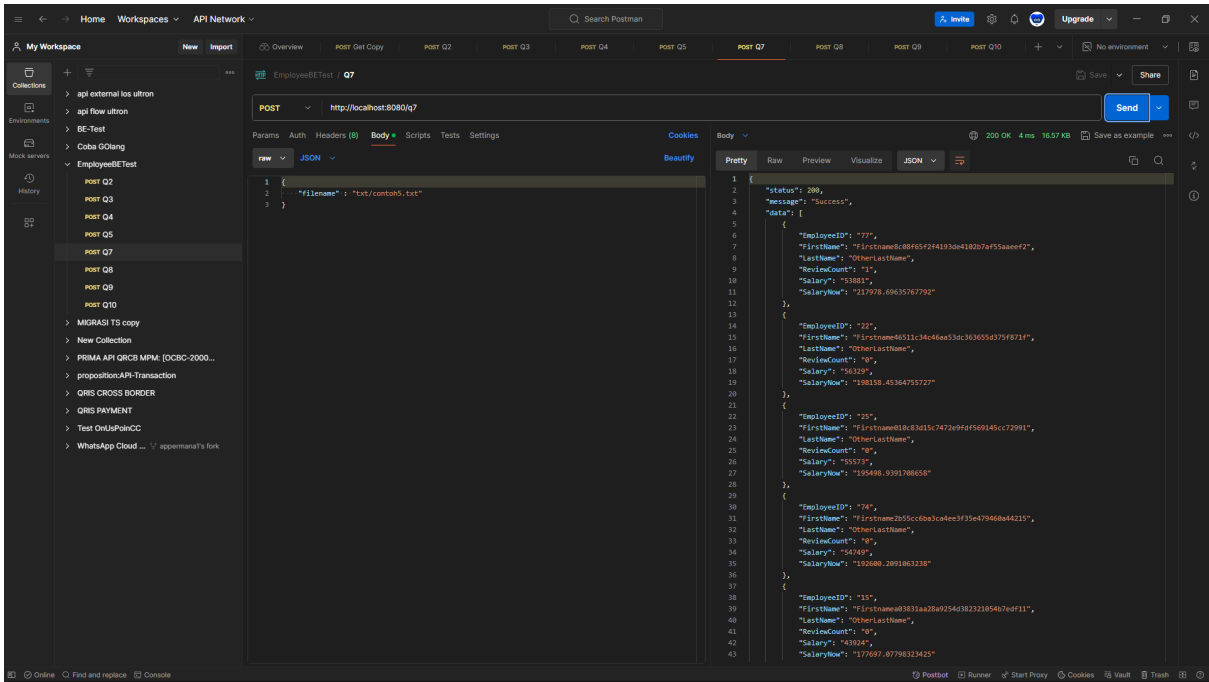 Home Workspaces API Network Search Postman Invite Upgrade
My Workspace New Import Overview POST Get Copy POST Q2 POST Q3 POST Q4 POST Q5 POST Q7 POST Q8 POST Q9 POST Q10 No environment
Collections
Environments
Mock servers
History
api external los ultron
api flow ultron
BE-Test
Coba GOlang
EmployeeBETest
POST Q2
POST Q3
POST Q4
POST Q5
POST Q7
POST Q8
POST Q9
POST Q10
MIGRASI TS copy
New Collection
PRIMA API QRCB MPM: [OCBC-2000...
proposition:API-Transaction
QRIS CROSS BORDER
QRIS PAYMENT
Test OnUsPoinCC
WhatsApp Cloud ... appermana1's fork
HTTP EmployeeBETest / Q7 Save Share
POST http://localhost:8080/q7 Send
Params Auth Headers (8) Body Scripts Tests Settings Cookies
raw JSON Beautify
1 {
2 "filename" : "txt/contoh5.txt"
3 }
Body 200 OK 4 ms 16.57 KB Save as example
Pretty Raw Preview Visualize JSON
1 {
2 "status": 200,
3 "message": "Success",
4 "data": [
5 {
6 "EmployeeID": "77",
7
8 "LastName": "OtherLastName",
9 "ReviewCount": "1",
10 "Salary": "53881",
11 "SalaryNow": "217978.69635767792"
12 },
13 {
14 "EmployeeID": "22",
15 "FirstName": "Firstname46511c34c46aa53dc363655d375f871f",
16 "LastName": "OtherLastName",
17 "ReviewCount": "0",
18 "Salary": "56329",
19 "SalaryNow": "198158.45364755727"
20 },
21 {
22 "EmployeeID": "25",
23 "FirstName": "Firstname010c83d15c7472e9fdf569145cc72991",
24 "LastName": "OtherLastName",
25 "ReviewCount": "0",
26 "Salary": "55573",
27 "SalaryNow": "195498.9391708658"
28 },
29 {
30 "EmployeeID": "74",
31 "FirstName": "Firstname2b55cc6ba3ca4ee3f35e479460a44215",
32 "LastName": "OtherLastName",
33 "ReviewCount": "0",
34 "Salary": "54749",
35 "SalaryNow": "192600.2091063238"
36 },
37 {
38 "EmployeeID": "15",
39 "FirstName": "Firstnamea03831aa28a9254d382321054b7edf11",
40 "LastName": "OtherLastName",
41 "ReviewCount": "0",
42 "Salary": "43924",
43 "SalaryNow": "177697.07798323425"
Online Find and replace Console Postbot Runner Start Proxy Cookies Vault Trash